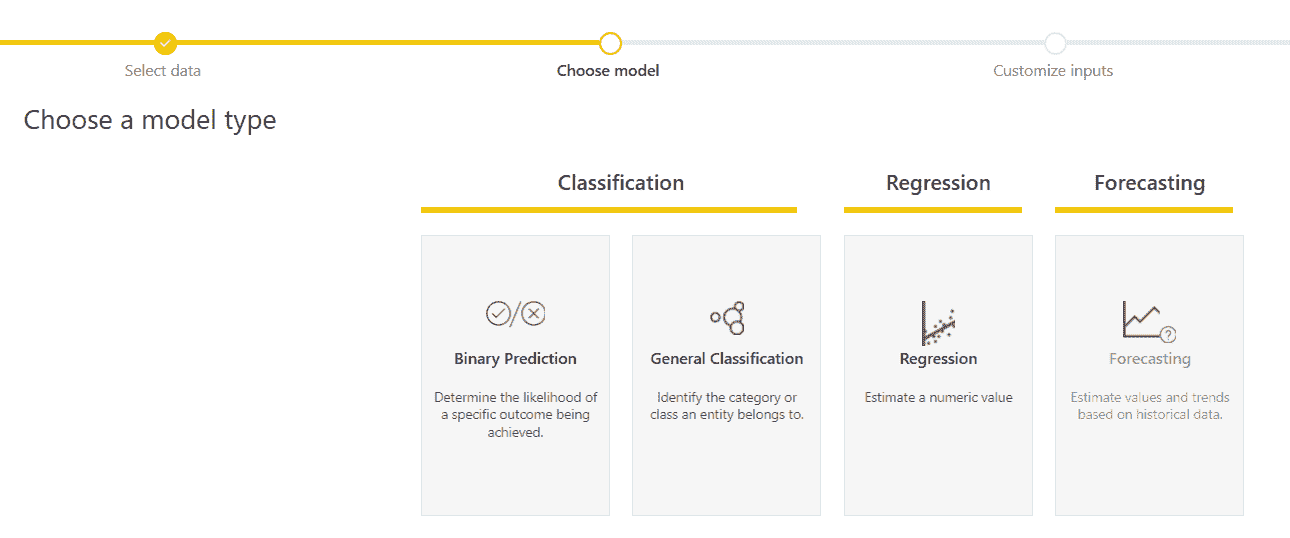 Select data
Choose model
Customize inputs
Choose a model type
Classification
Regression
Forecasting
Binary Prediction
Determine the likelihood of
a specific outcome being
achieved.
General Classification
Identify the category or
class an entity belongs to.
Regression
Estimate a numeric value
Forecasting
Estimate values and trends
based on historical data.